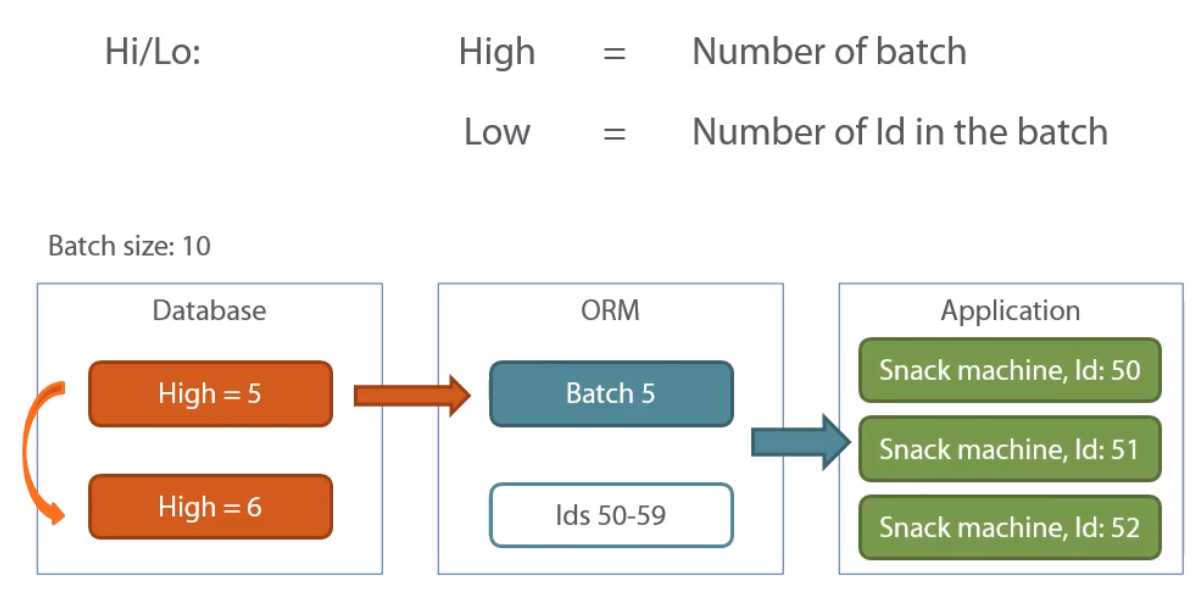 Hi/Lo: High = Number of batch
Low = Number of Id in the batch
Batch size: 10
Database
High = 5
High = 6
ORM
Batch 5
Ids 50-59
Application
Snack machine, Id: 50
Snack machine, Id: 51
Snack machine, Id: 52